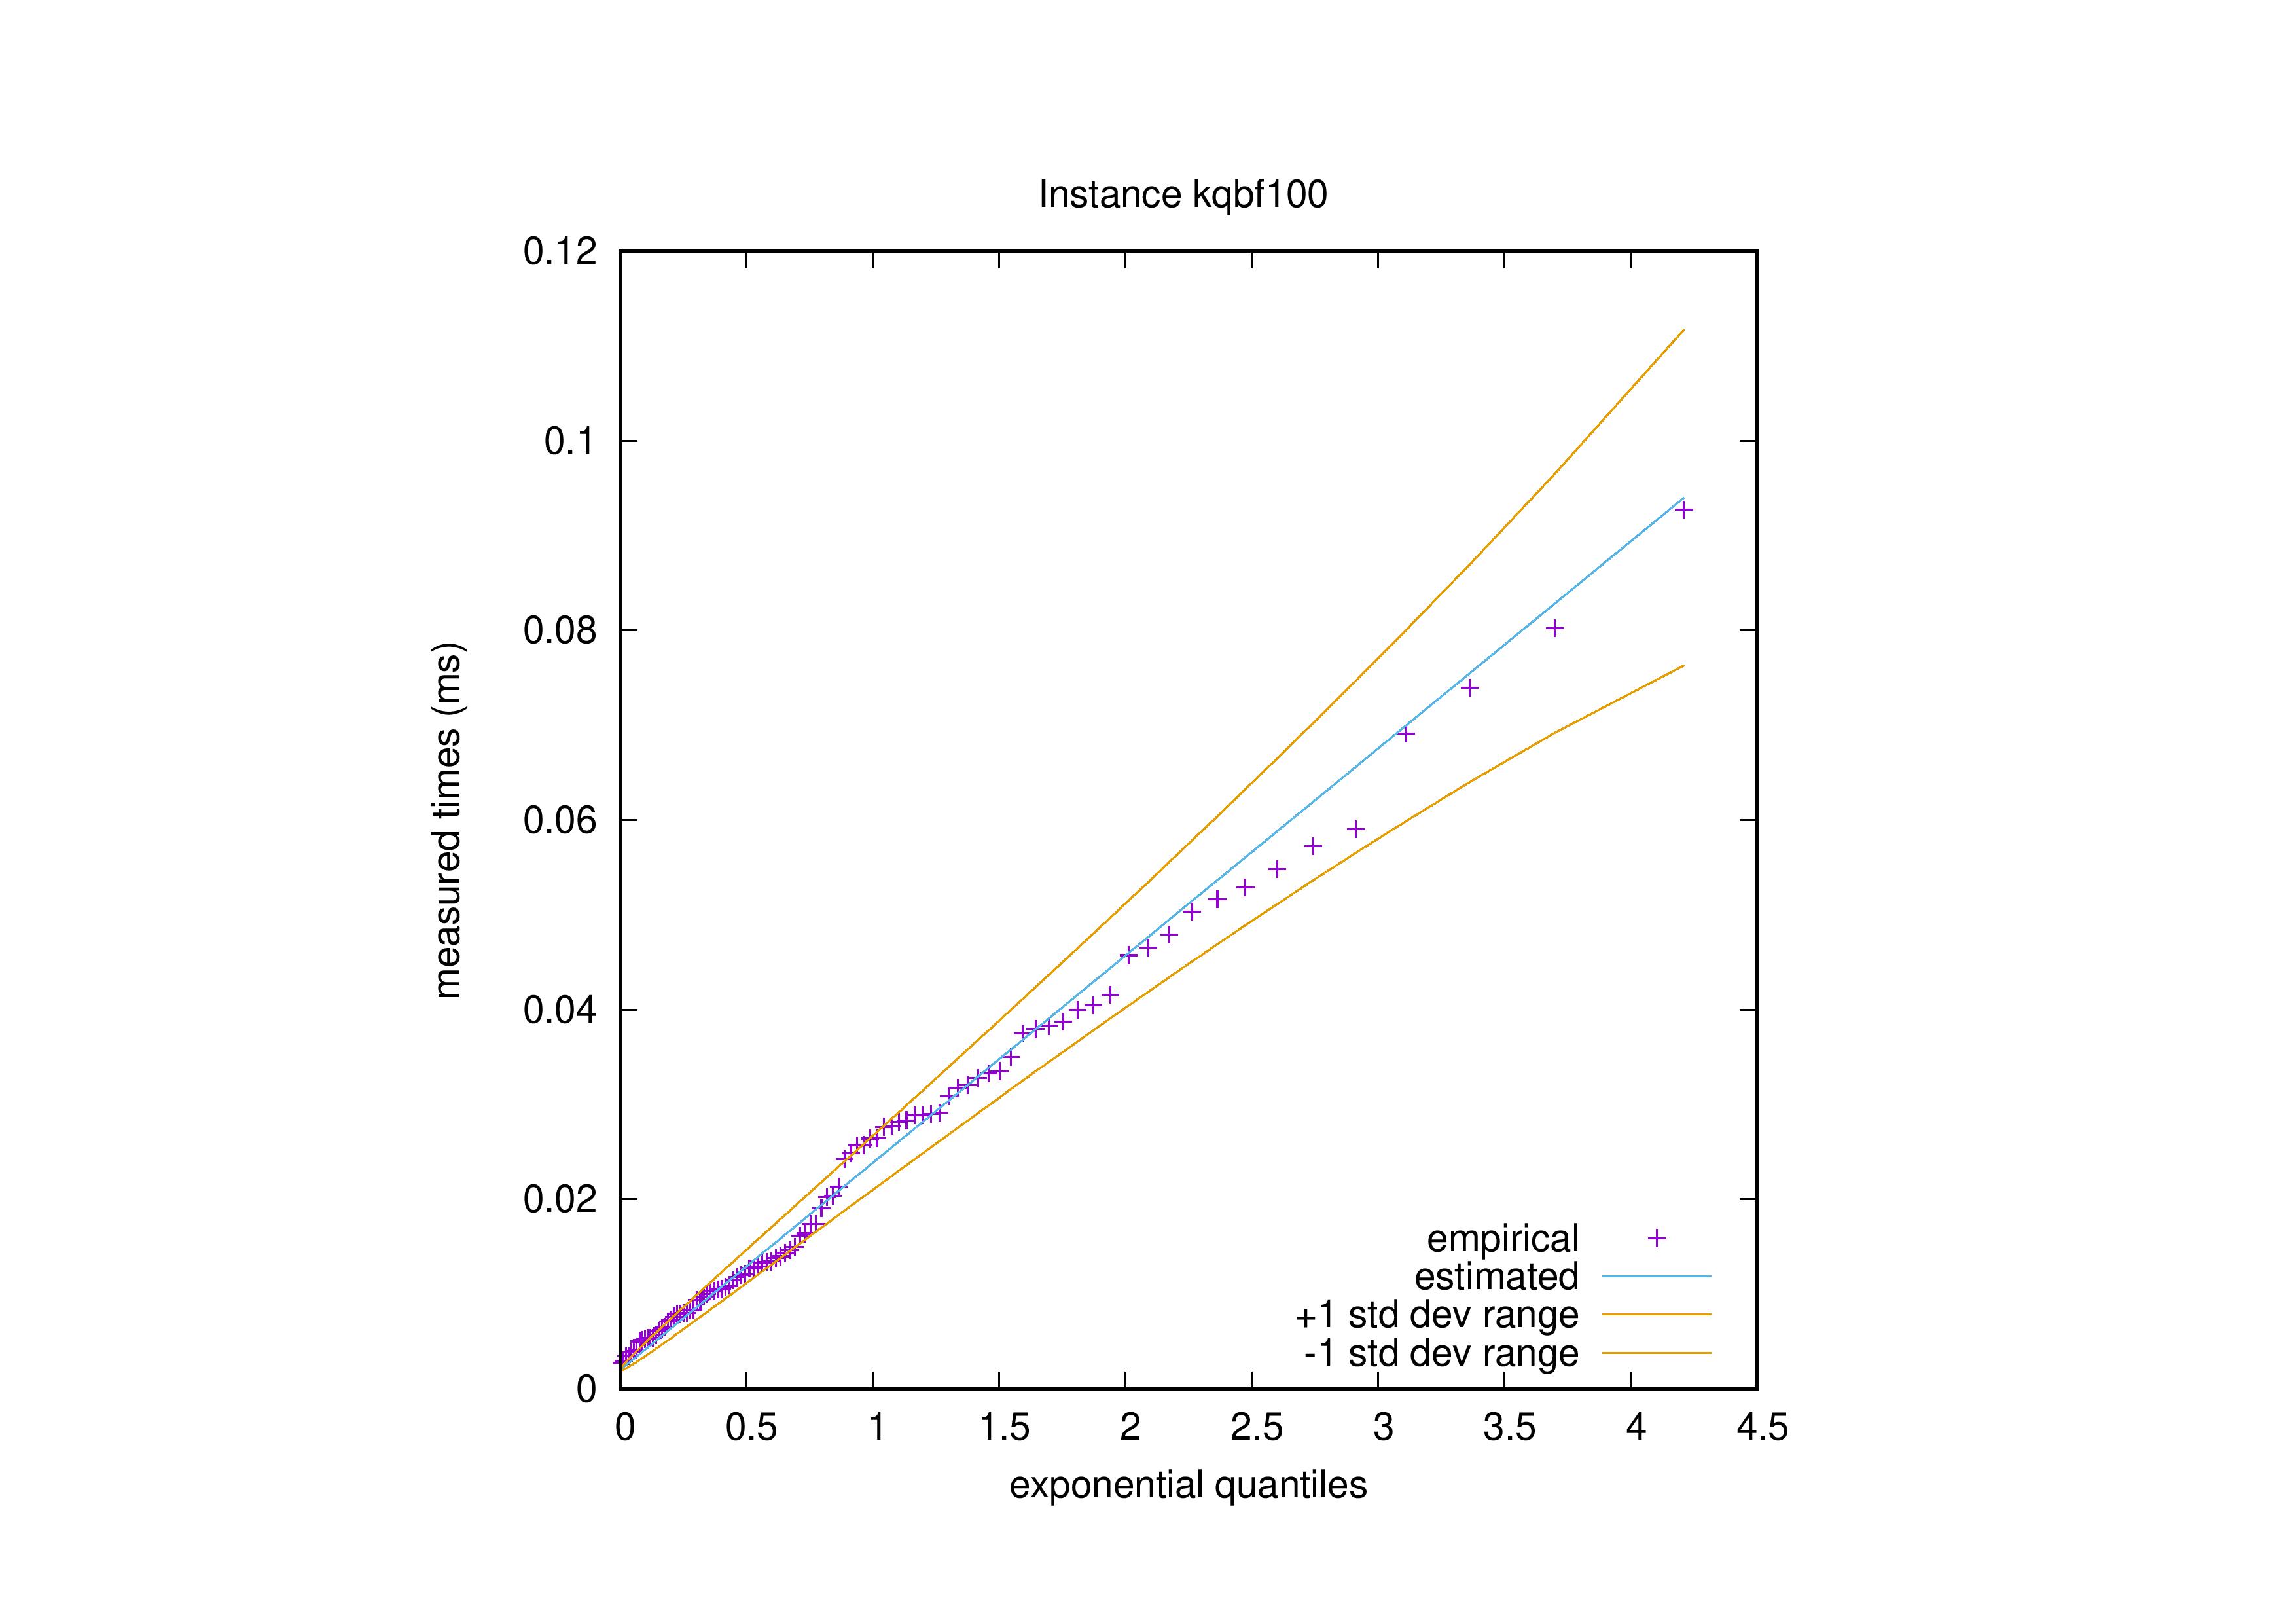 Instance kqbf100
0.12
0.1
0.08
0.06
0.04
0.02
0
measured times (ms)
empirical
estimated
+1 std dev range
-1 std dev range
0 0.5 1 1.5 2 2.5 3 3.5 4 4.5
exponential quantiles